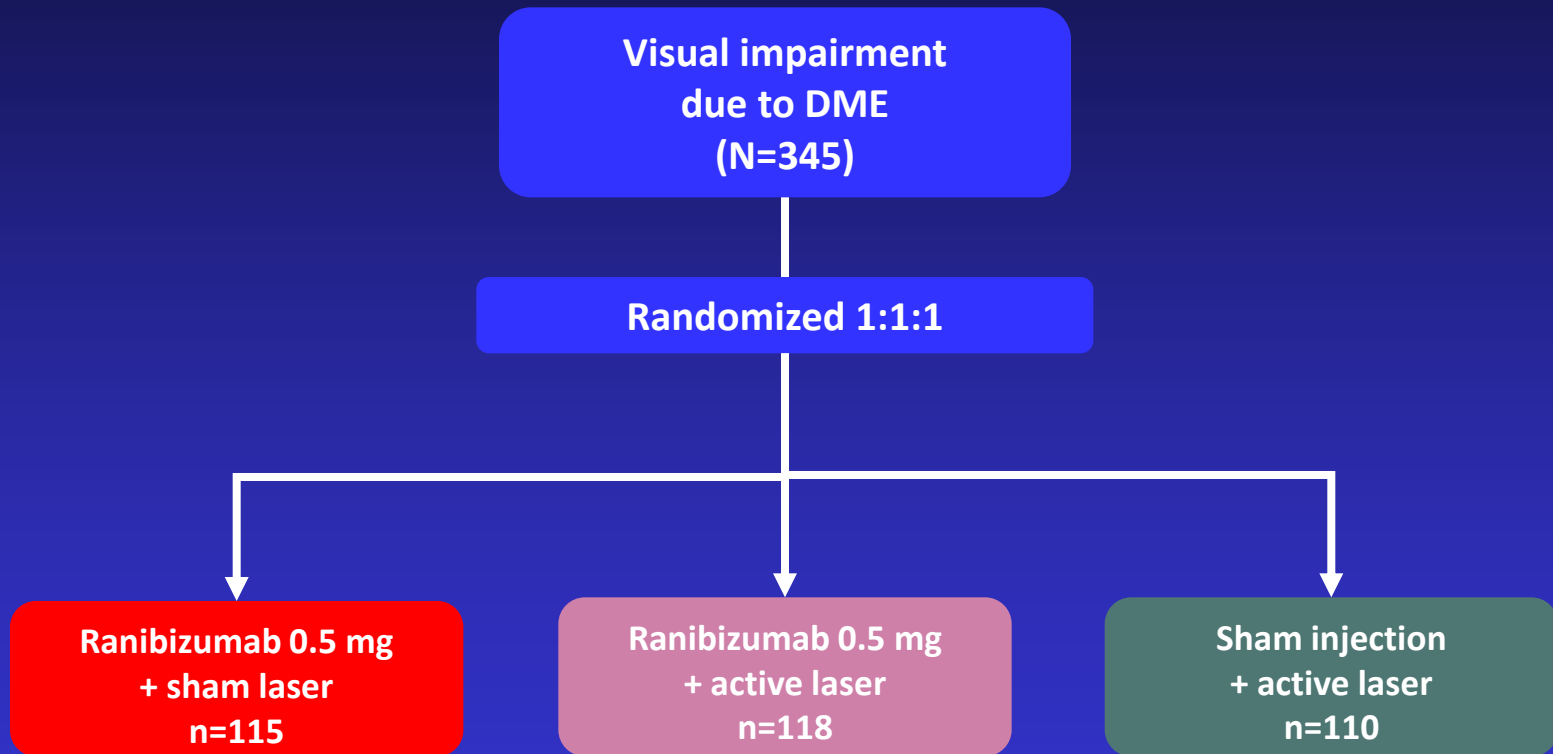 Visual impairment
due to DME
(N=345)
Randomized 1:1:1
Ranibizumab 0.5 mg
+ sham laser
n=115
Ranibizumab 0.5 mg
+ active laser
n=118
Sham injection
+ active laser
n=110